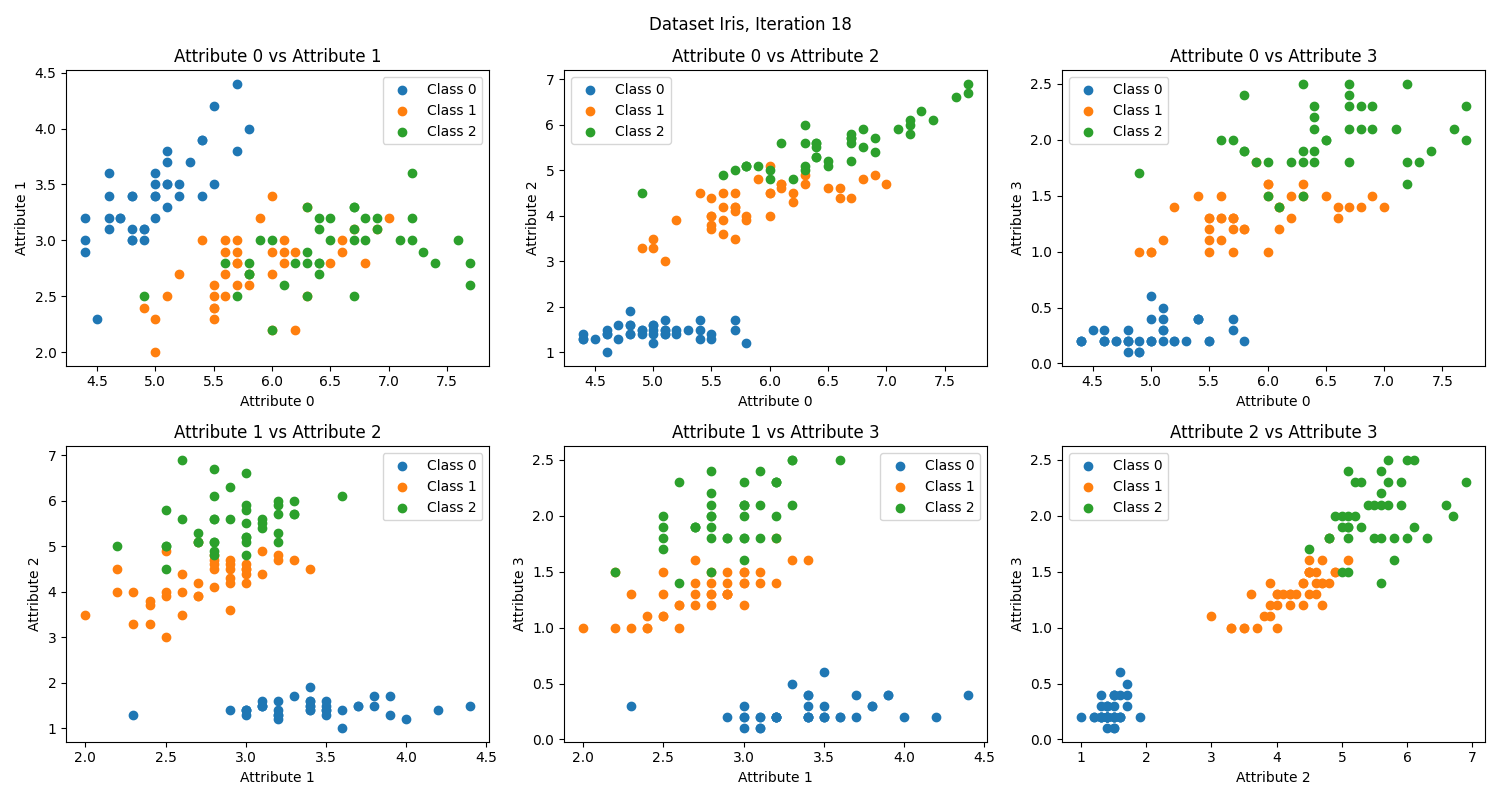 Dataset Iris, Iteration 18
Attribute 0 vs Attribute 1
4.5
4.0
3.5
3.0
2.5
2.0
Attribute 1
4.5 5.0 5.5 6.0 6.5 7.0 7.5
Attribute 0
Class 0
Class 1
Class 2
Attribute 0 vs Attribute 2
7
6
5
4
3
2
1
Attribute 2
4.5 5.0 5.5 6.0 6.5 7.0 7.5
Attribute 0
Class 0
Class 1
Class 2
Attribute 0 vs Attribute 3
2.5
2.0
1.5
1.0
0.5
0.0
Attribute 3
4.5 5.0 5.5 6.0 6.5 7.0 7.5
Attribute 0
Class 0
Class 1
Class 2
Attribute 1 vs Attribute 2
7
6
5
4
3
2
1
Attribute 2
2.0 2.5 3.0 3.5 4.0 4.5
Attribute 1
Class 0
Class 1
Class 2
Attribute 1 vs Attribute 3
2.5
2.0
1.5
1.0
0.5
0.0
Attribute 3
2.0 2.5 3.0 3.5 4.0 4.5
Attribute 1
Class 0
Class 1
Class 2
Attribute 2 vs Attribute 3
2.5
2.0
1.5
1.0
0.5
0.0
Attribute 3
1 2 3 4 5 6 7
Attribute 2
Class 0
Class 1
Class 2